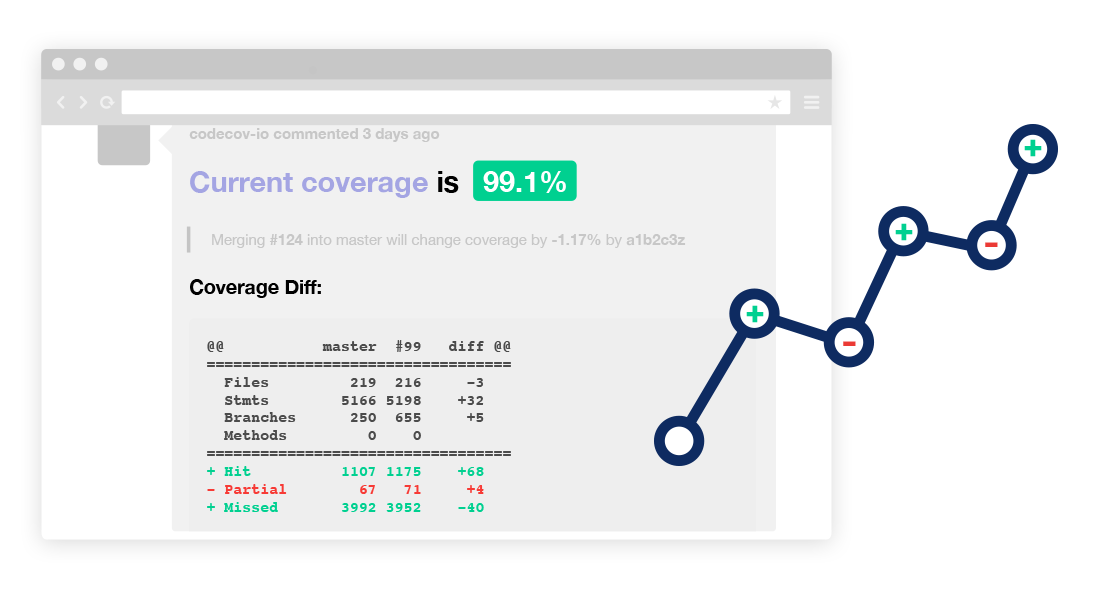 codecov-io commented 3 days ago
Current coverage is 99.1%
Merging #124 into master will change coverage by -1.17% by a1b2c3z
Coverage Diff:
@@ master #99 diff @@
==================================
Files 219 216 -3
Stmts 5166 5198 +32
Branches 250 655 +5
Methods 0 0
==================================
+ Hit 1107 1175 +68
- Partial 67 71 +4
+ Missed 3992 3952 -40